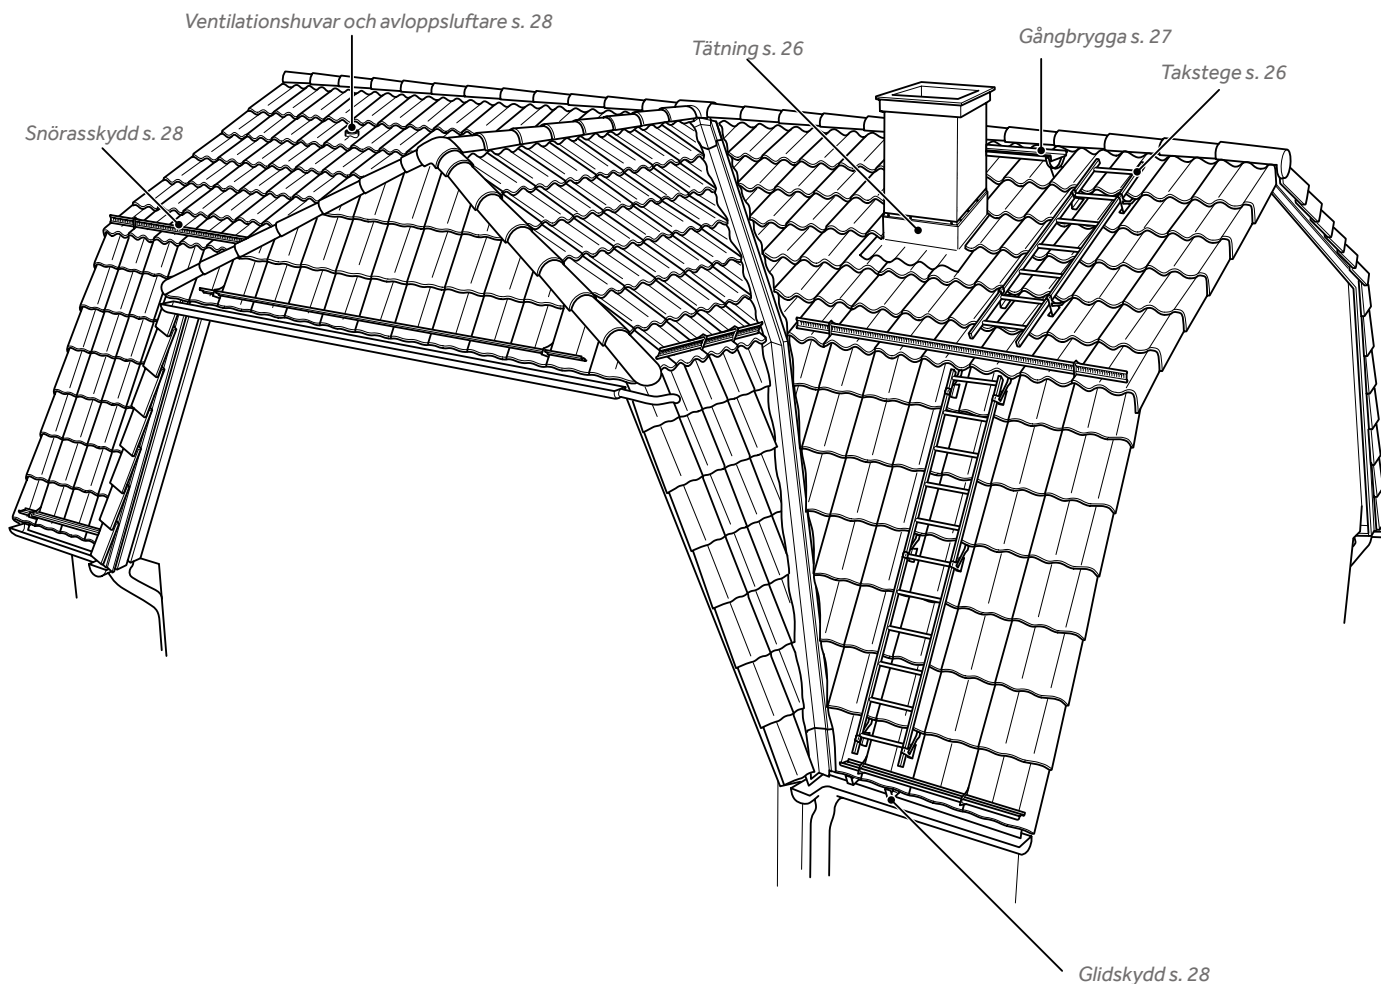 Ventilationshuvar och avloppsluftare s. 28
Tätning s. 26
Gångbrygga s. 27
Takstege s. 26
Snörasskydd s. 28
Glidskydd s. 28